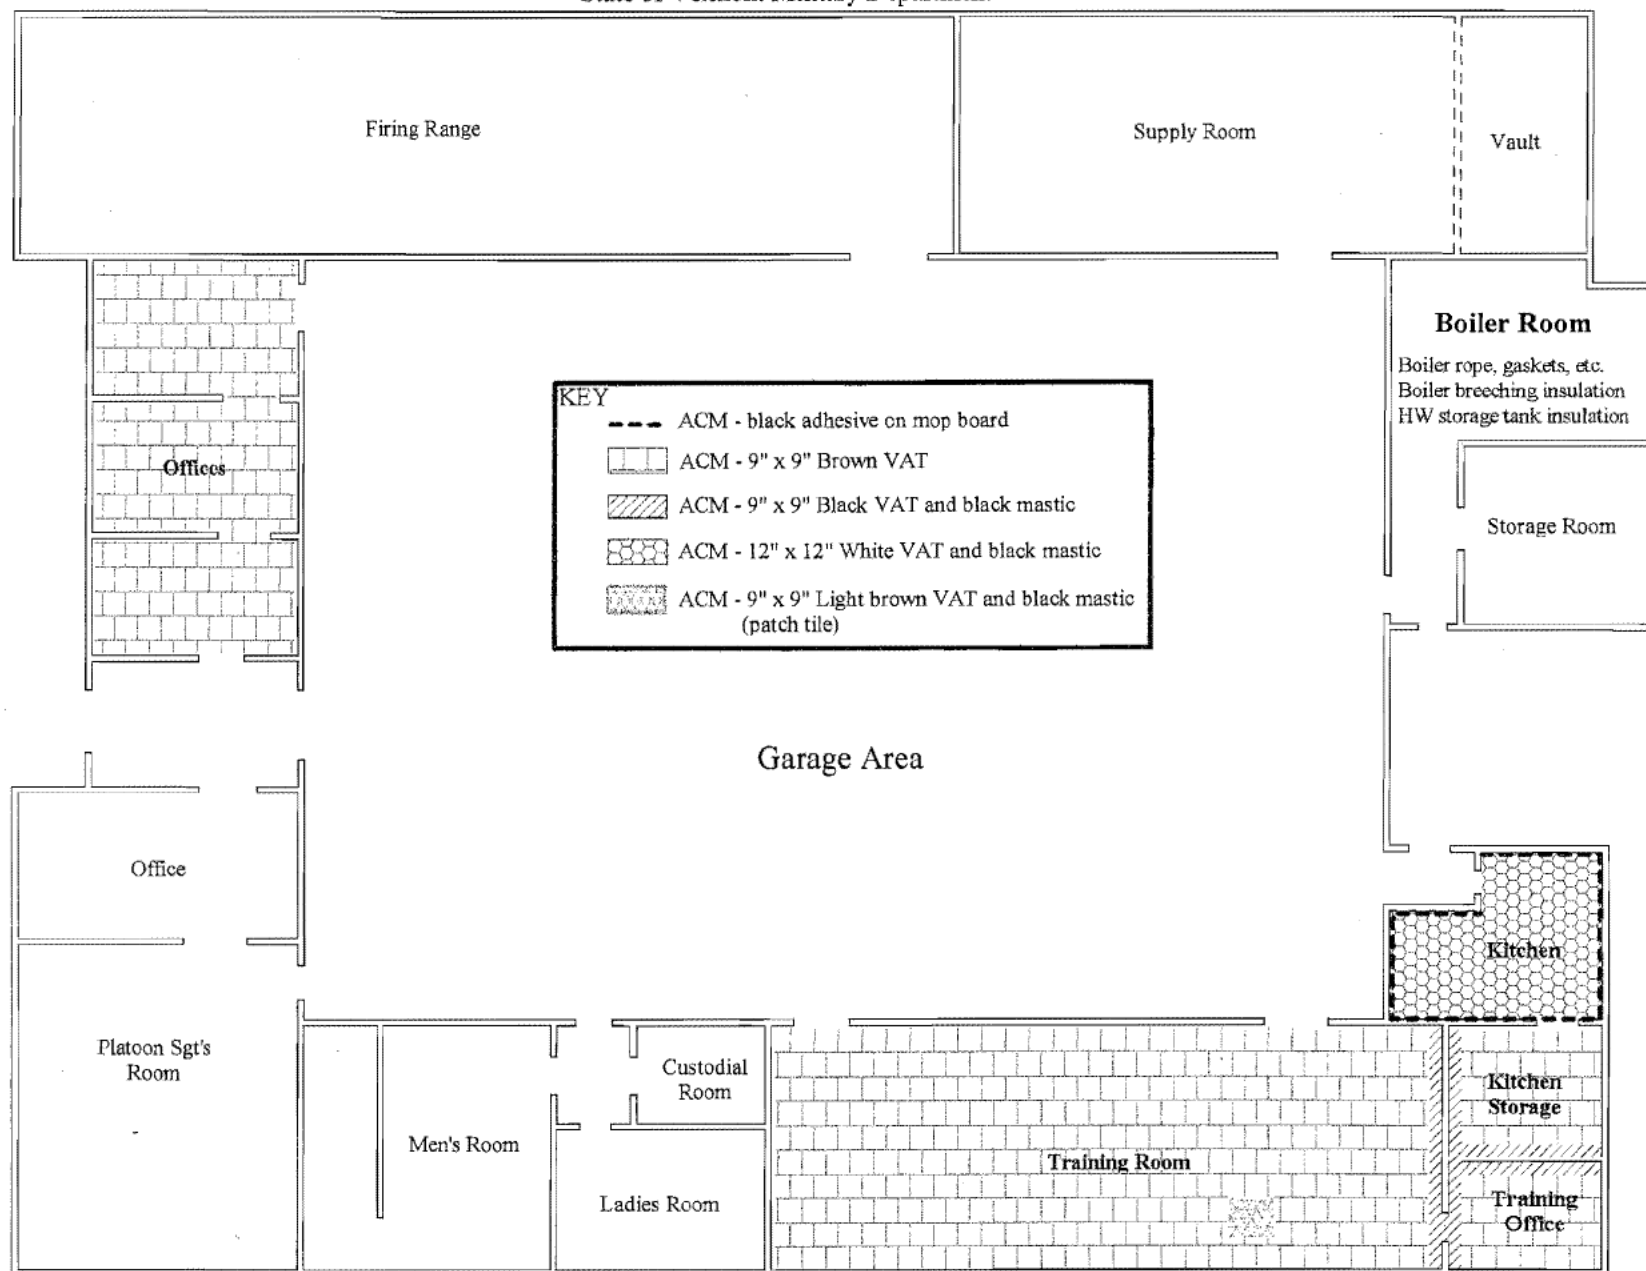 Firing Range
Supply Room
Vault
Boiler Room
Boiler rope, gaskets, etc.
Boiler breeching insulation
HW storage tank insulation
KEY
ACM - black adhesive on mop board
ACM - 9" x 9" Brown VAT
ACM - 9" x 9" Black VAT and black mastic
ACM - 12" x 12" White VAT and black mastic
ACM - 9" x 9" Light brown VAT and black mastic
(patch tile)
Offices
Storage Room
Garage Area
Office
Kitchen
Platoon Sgt's
Room
Custodial
Room
Kitchen
Storage
Men's Room
Training Room
Ladies Room
Training
Office